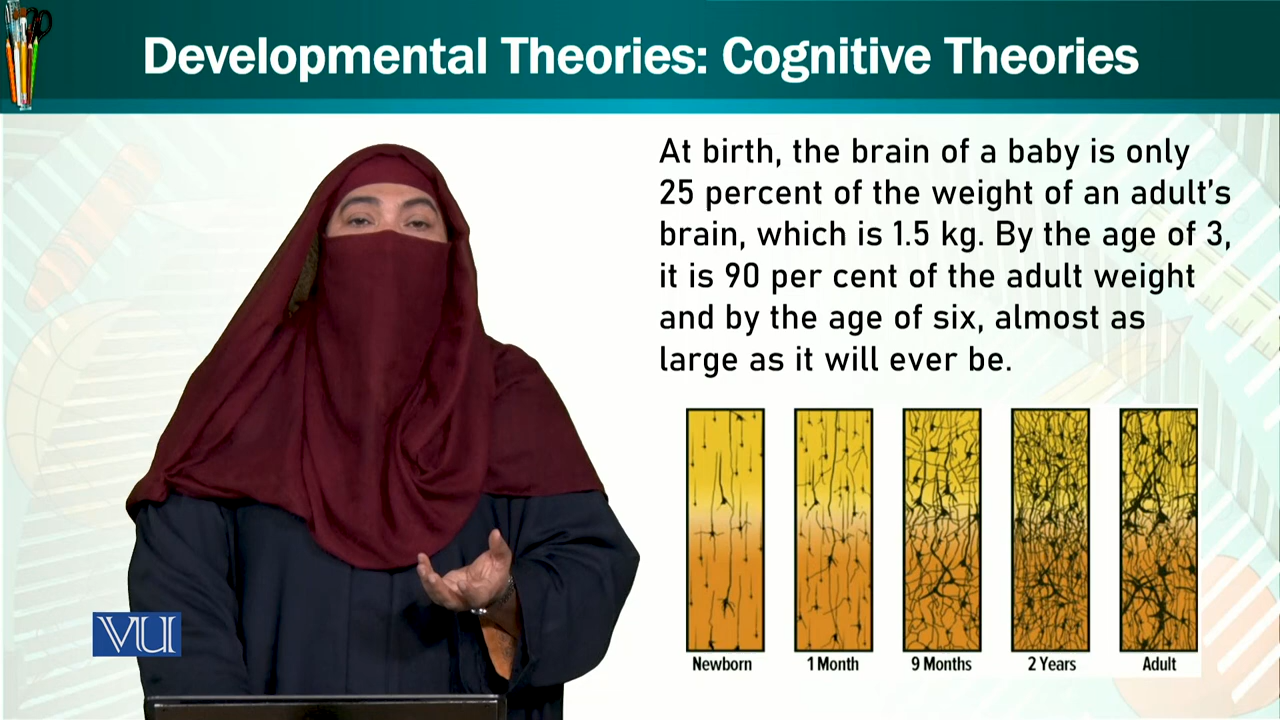 Developmental Theories: Cognitive Theories
At birth, the brain of a baby is only
25 percent of the weight of an adult’s
brain, which is 1.5 kg. By the age of 3,
it is 90 per cent of the adult weight
and by the age of six, almost as
large as it will ever be.
Newborn
1 Month
9 Months
2 Years
Adult
VU